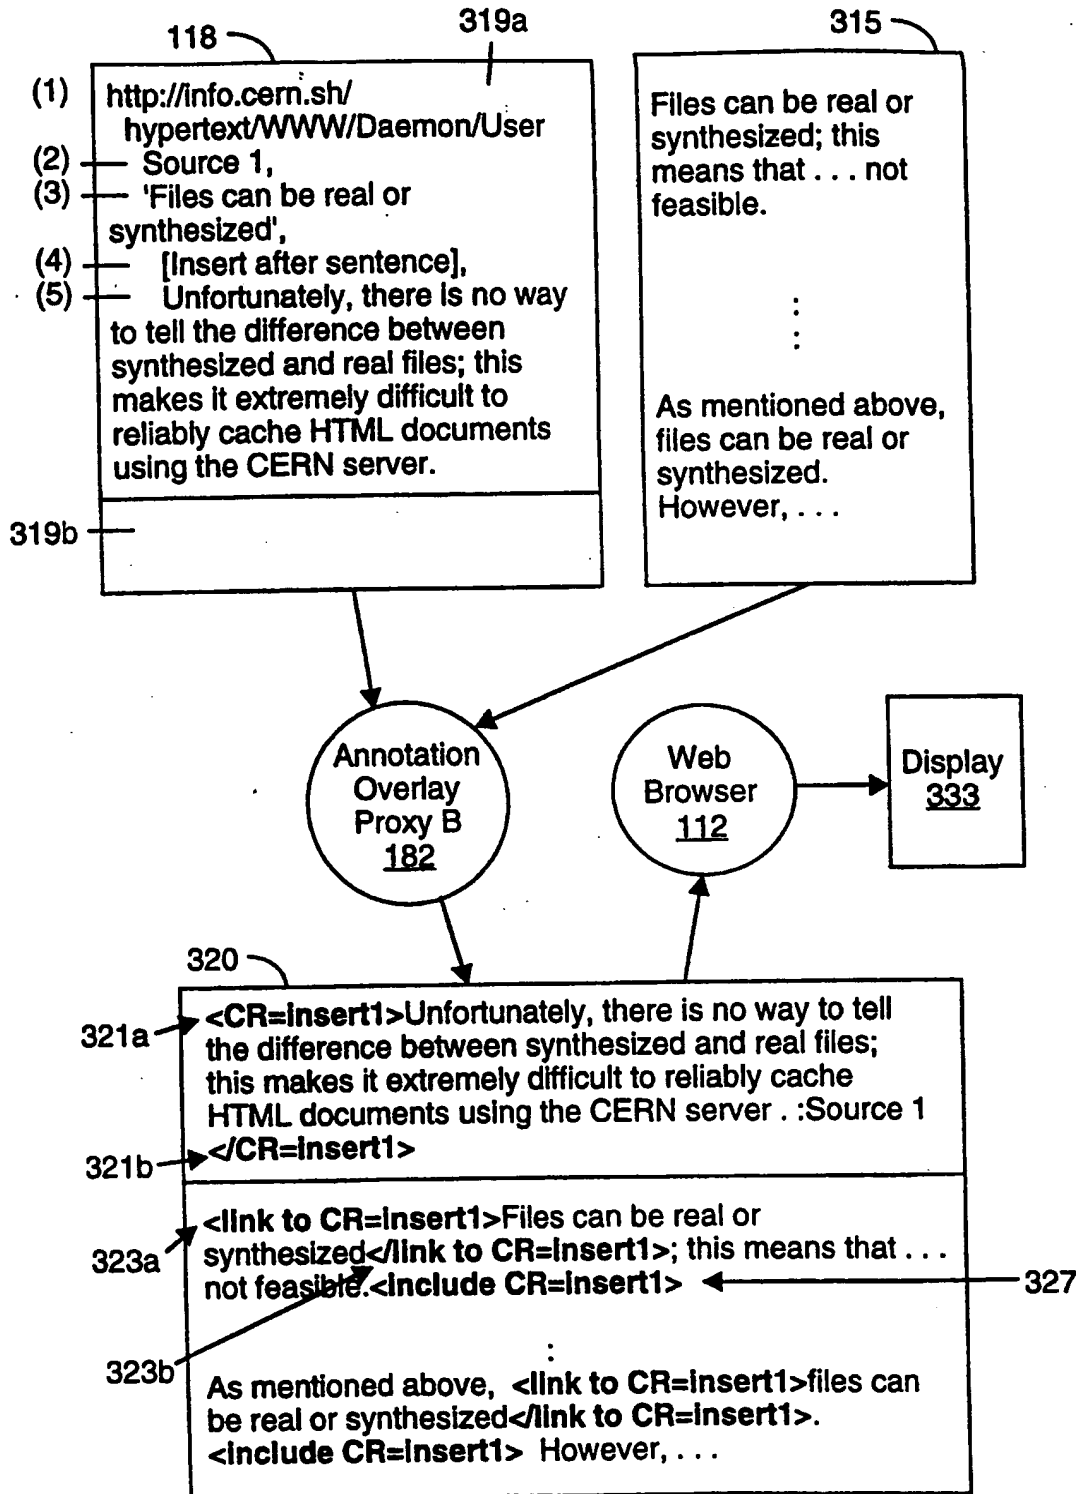 118
319a
315
(1) http://info.cern.sh/
hypertext/WWW/Daemon/User
(2) Source 1,
(3) 'Files can be real or
synthesized',
(4) [Insert after sentence],
(5) Unfortunately, there is no way
to tell the difference between
synthesized and real files; this
makes it extremely difficult to
reliably cache HTML documents
using the CERN server.
319b
Files can be real or
synthesized; this
means that . . . not
feasible.
As mentioned above,
files can be real or
synthesized.
However, . . .
Annotation
Overlay
Proxy B
182
Web
Browser
112
Display
333
320
321a
<CR=insert1>Unfortunately, there is no way to tell
the difference between synthesized and real files;
this makes it extremely difficult to reliably cache
HTML documents using the CERN server . :Source 1
321b
</CR=insert1>
323a
<link to CR=insert1>Files can be real or
synthesized</link to CR=insert1>; this means that . . .
not feasible.<include CR=insert1>
327
323b
As mentioned above, <link to CR=insert1>files can
be real or synthesized</link to CR=insert1>.
<include CR=insert1> However, . . .